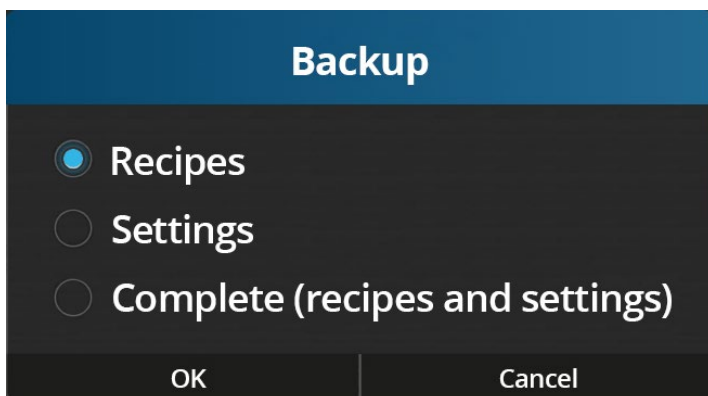 Backup
Recipes
Settings
Complete (recipes and settings)
OK
Cancel